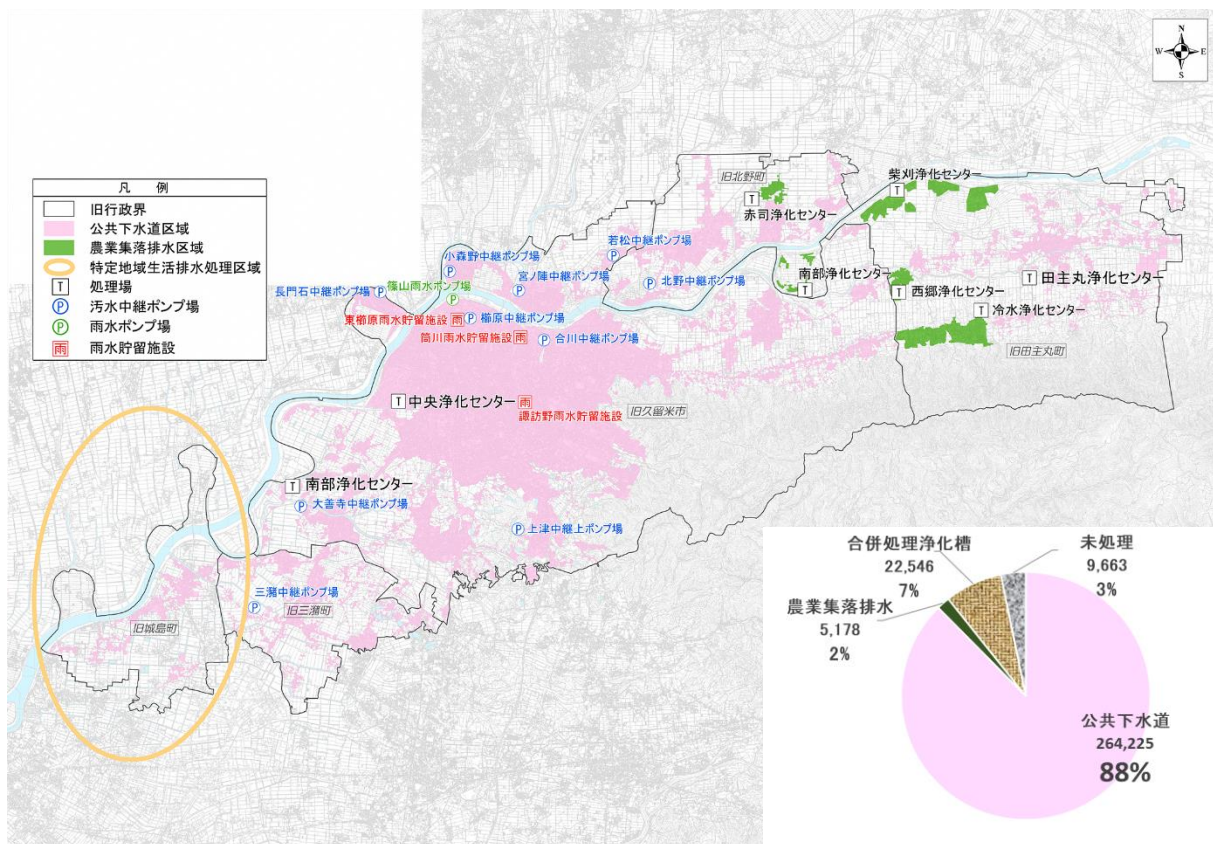 N
W E
S
凡　例
旧行政界
公共下水道区域
農業集落排水区域
特定地域生活排水処理区域
T 処理場
P 汚水中継ポンプ場
P 雨水ポンプ場
雨 雨水貯留施設
旧北野町
柴刈浄化センター
T
T
赤司浄化センター
若松中継ポンプ場
P
小森野中継ポンプ場
P
宮ノ陣中継ポンプ場
P
P 北野中継ポンプ場
南部浄化センター
T
T
西郷浄化センター
T 田主丸浄化センター
T 冷水浄化センター
旧田主丸町
長門石中継ポンプ場 P
篠山雨水ポンプ場
P
東櫛原雨水貯留施設 雨
P 櫛原中継ポンプ場
筒川雨水貯留施設 雨
P 合川中継ポンプ場
T 中央浄化センター
雨
諏訪野雨水貯留施設
旧久留米市
T 南部浄化センター
P 大善寺中継ポンプ場
P 上津中継上ポンプ場
三潴中継ポンプ場
P
旧三潴町
旧城島町
合併処理浄化槽
22,546
7%
未処理
9,663
3%
農業集落排水
5,178
2%
公共下水道
264,225
88%